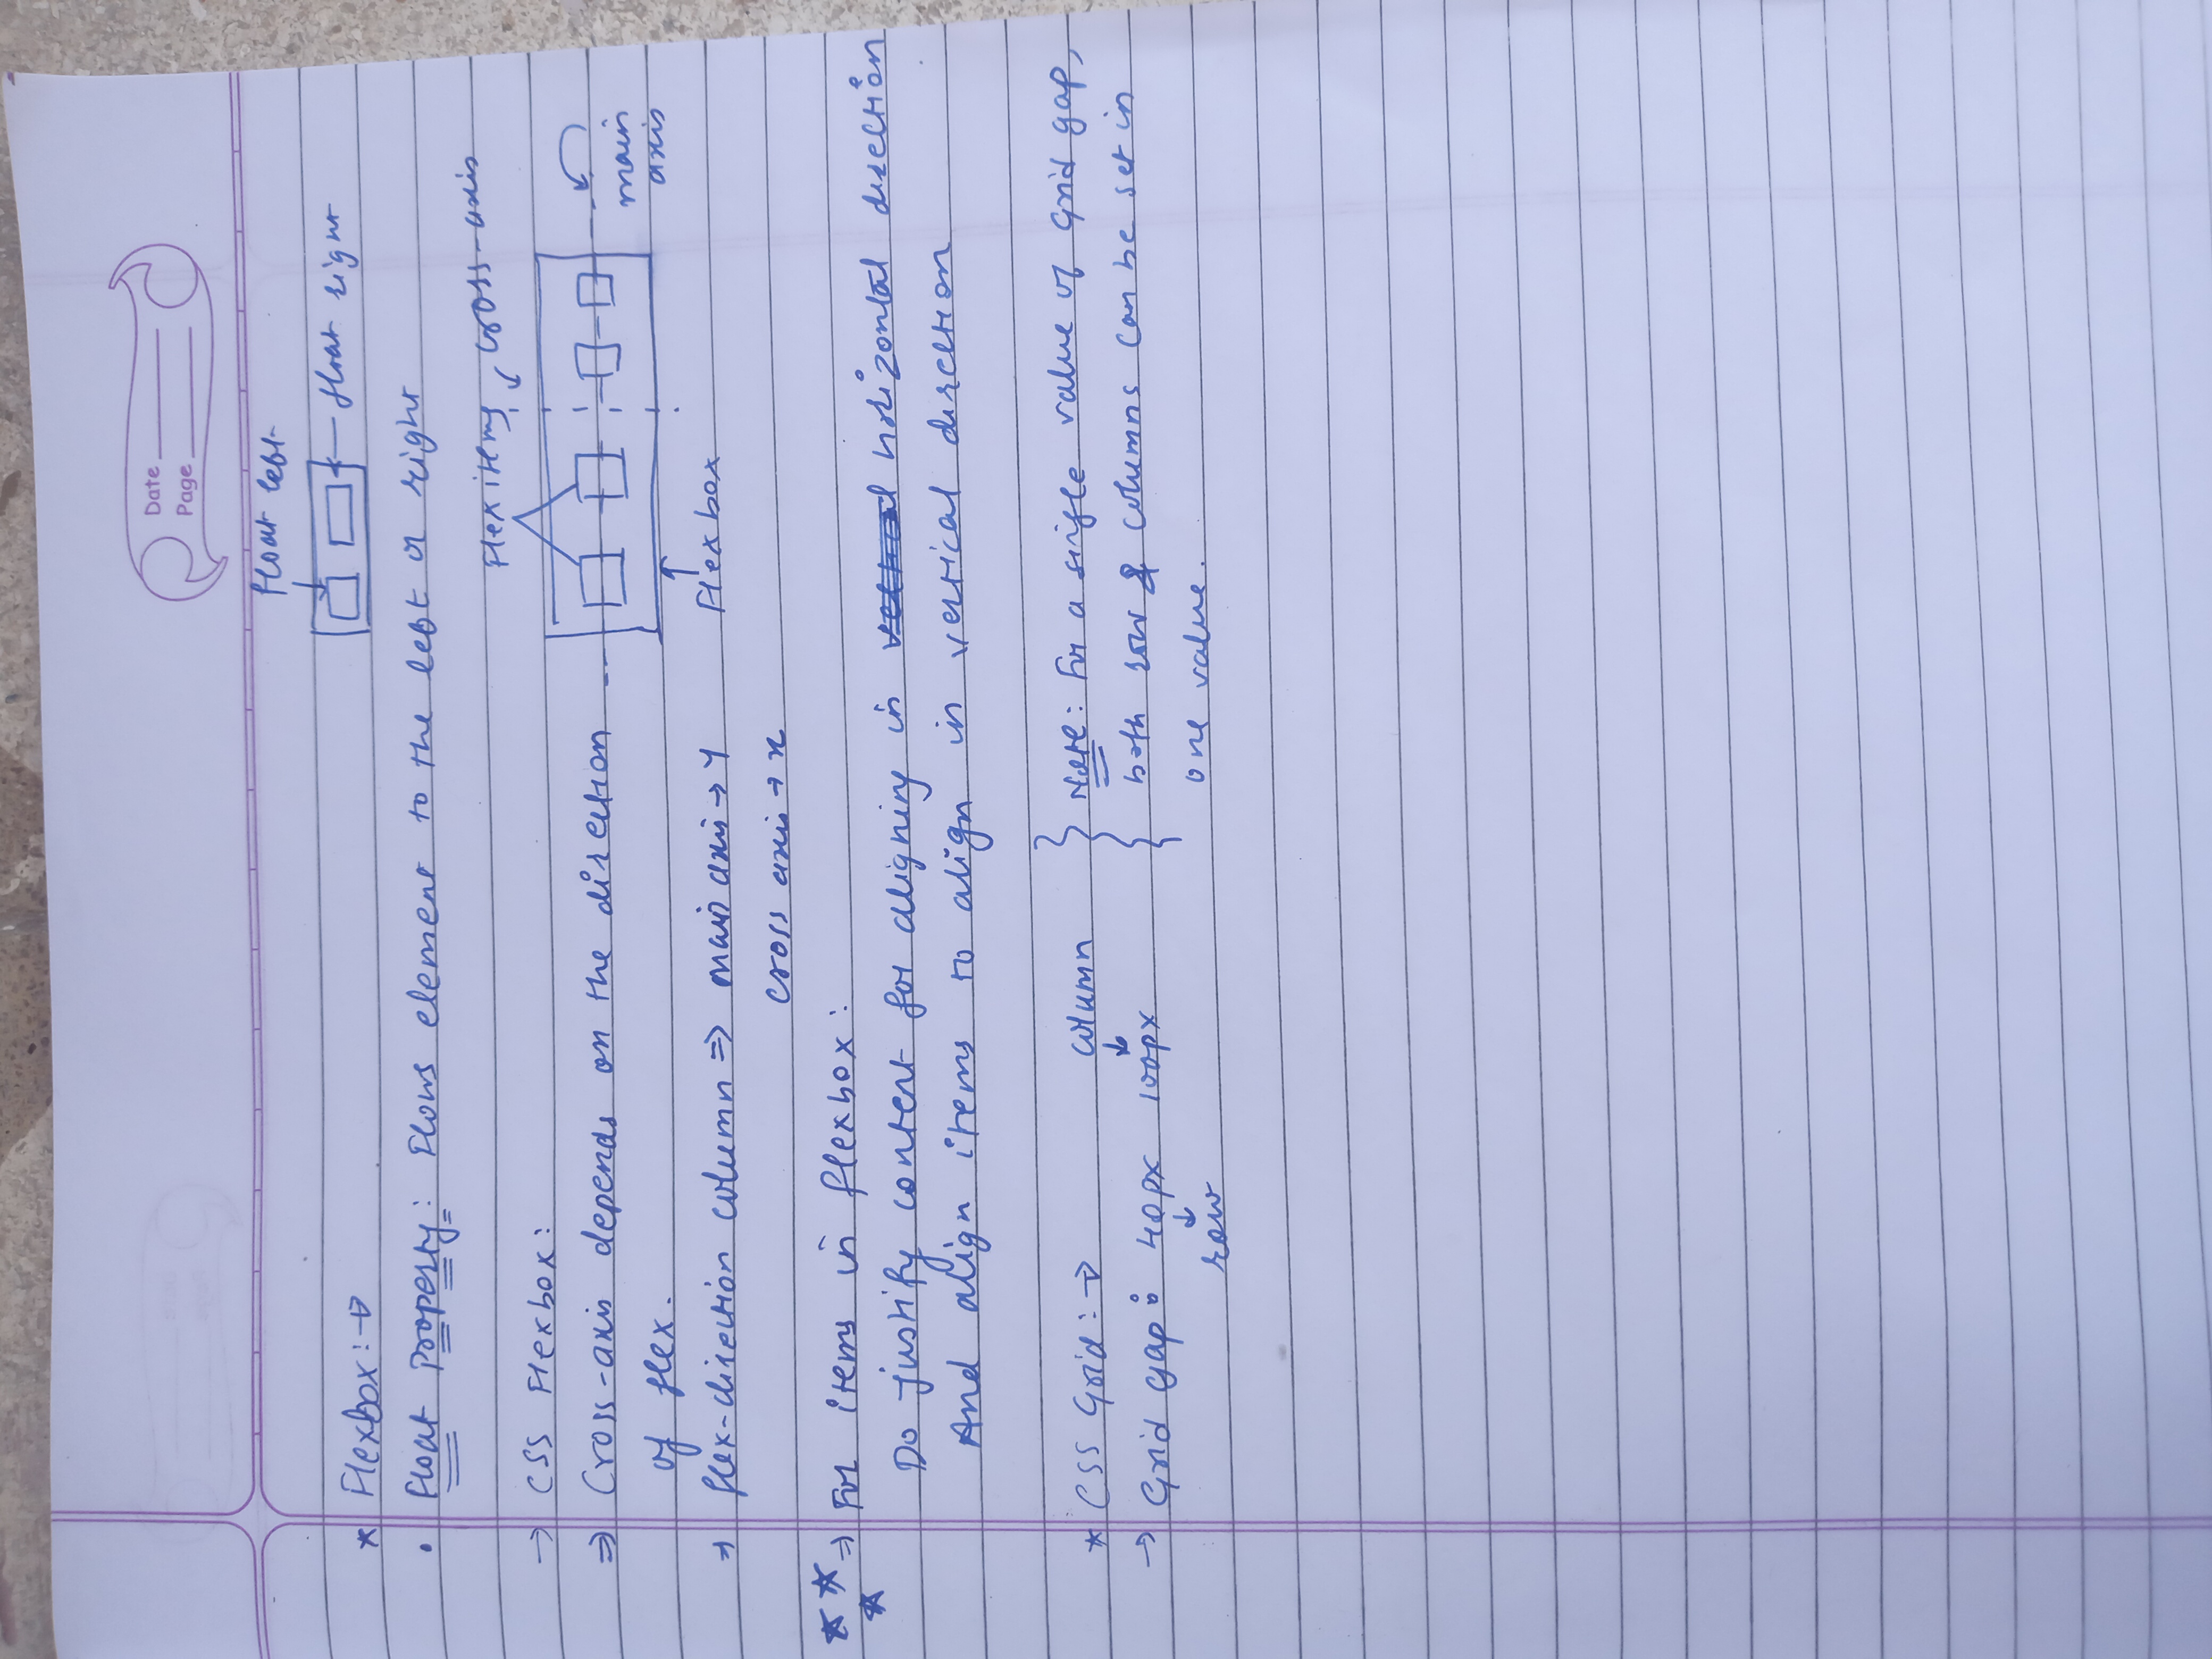 Date
Page
float left
★ Flexbox:→
float right
• Float Property: Flows element to the left or right
Flex items
cross-axis
→ CSS Flexbox:
⇒ Cross-axis depends on the direction
of flex.
main
axis
⇒ flex-direction column ⇒ main axis → Y
Flexbox
cross axis → x
★★★ ⇒ For items in flexbox:
Do justify content for aligning in vertical horizontal direction
And align items to align in vertical direction
★ CSS Grid:→
column
→ Grid gap: 40px 100px
row
Note: For a single value of grid gap,
both row & columns can be set in
one value.